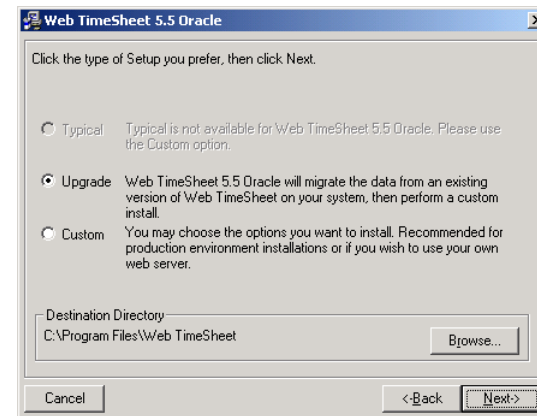 Web TimeSheet 5.5 Oracle
Click the type of Setup you prefer, then click Next.
Typical
Typical is not available for Web TimeSheet 5.5 Oracle. Please use
the Custom option.
Upgrade
Web TimeSheet 5.5 Oracle will migrate the data from an existing
version of Web TimeSheet on your system, then perform a custom
install.
Custom
You may choose the options you want to install. Recommended for
production environment installations or if you wish to use your own
web server.
Destination Directory
C:\Program Files\Web TimeSheet
Browse...
Cancel
<-Back
Next->